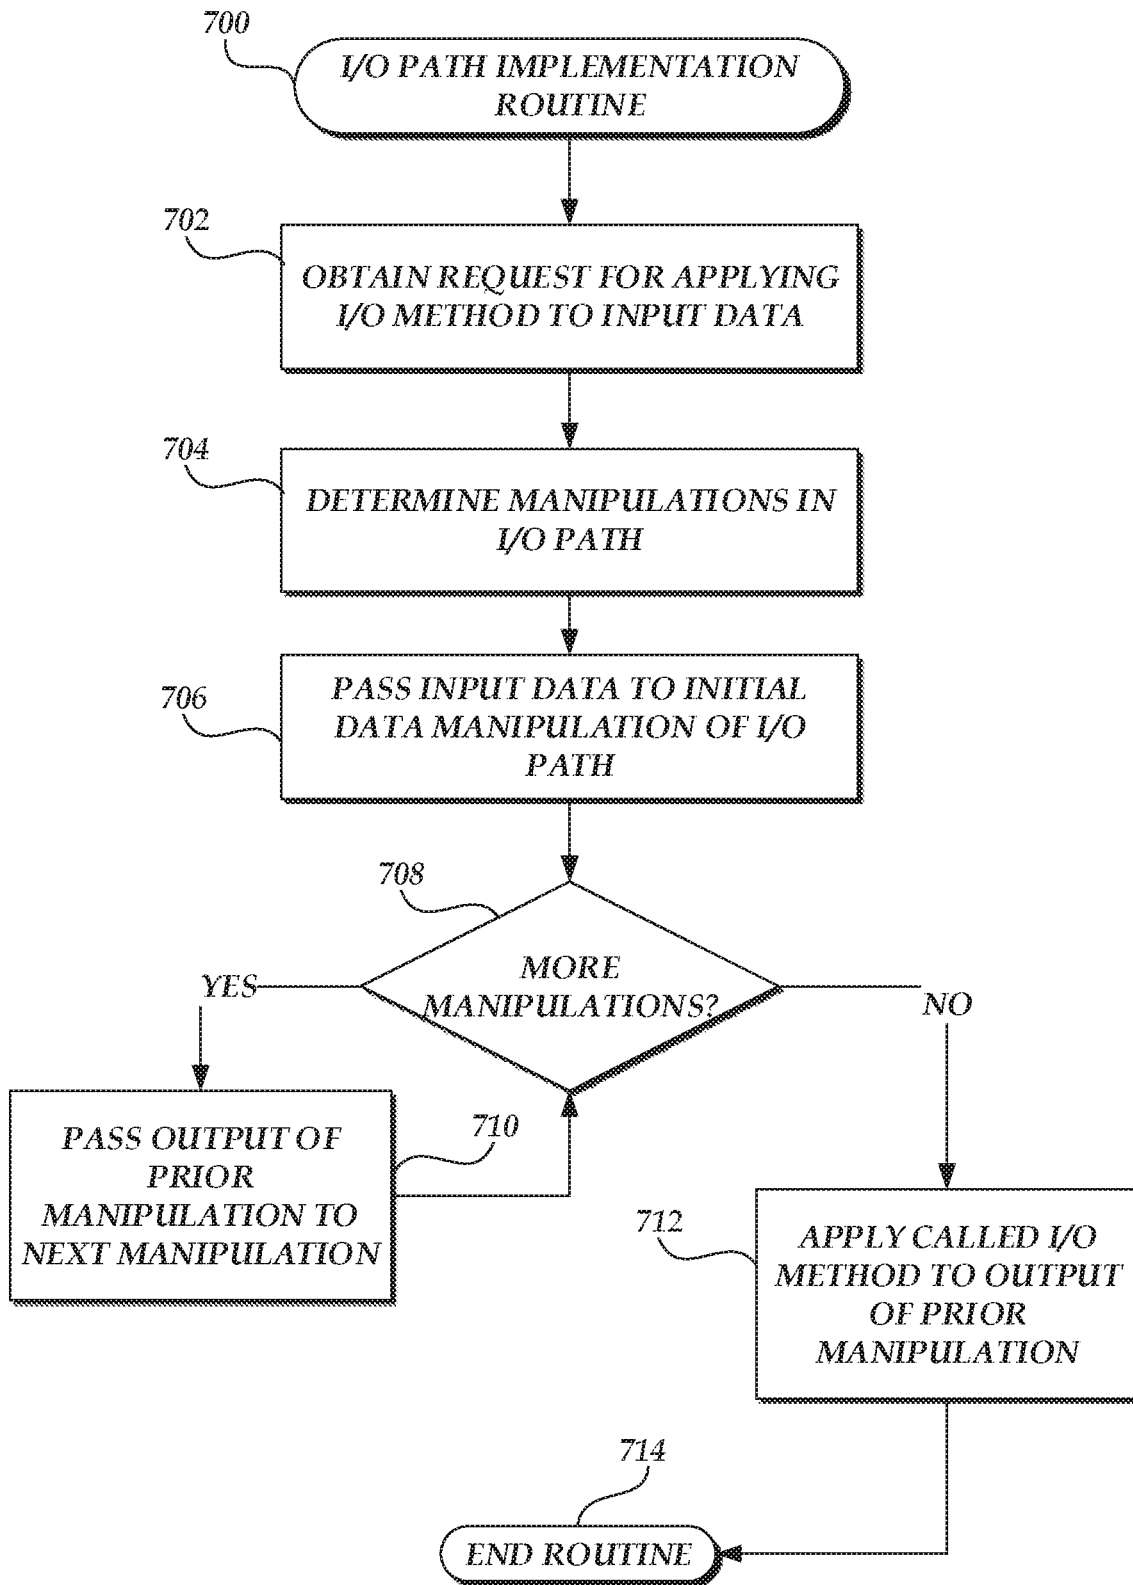 700
I/O PATH IMPLEMENTATION
ROUTINE
702
OBTAIN REQUEST FOR APPLYING
I/O METHOD TO INPUT DATA
704
DETERMINE MANIPULATIONS IN
I/O PATH
706
PASS INPUT DATA TO INITIAL
DATA MANIPULATION OF I/O
PATH
708
MORE
MANIPULATIONS?
YES
NO
710
PASS OUTPUT OF
PRIOR
MANIPULATION TO
NEXT MANIPULATION
712
APPLY CALLED I/O
METHOD TO OUTPUT
OF PRIOR
MANIPULATION
714
END ROUTINE